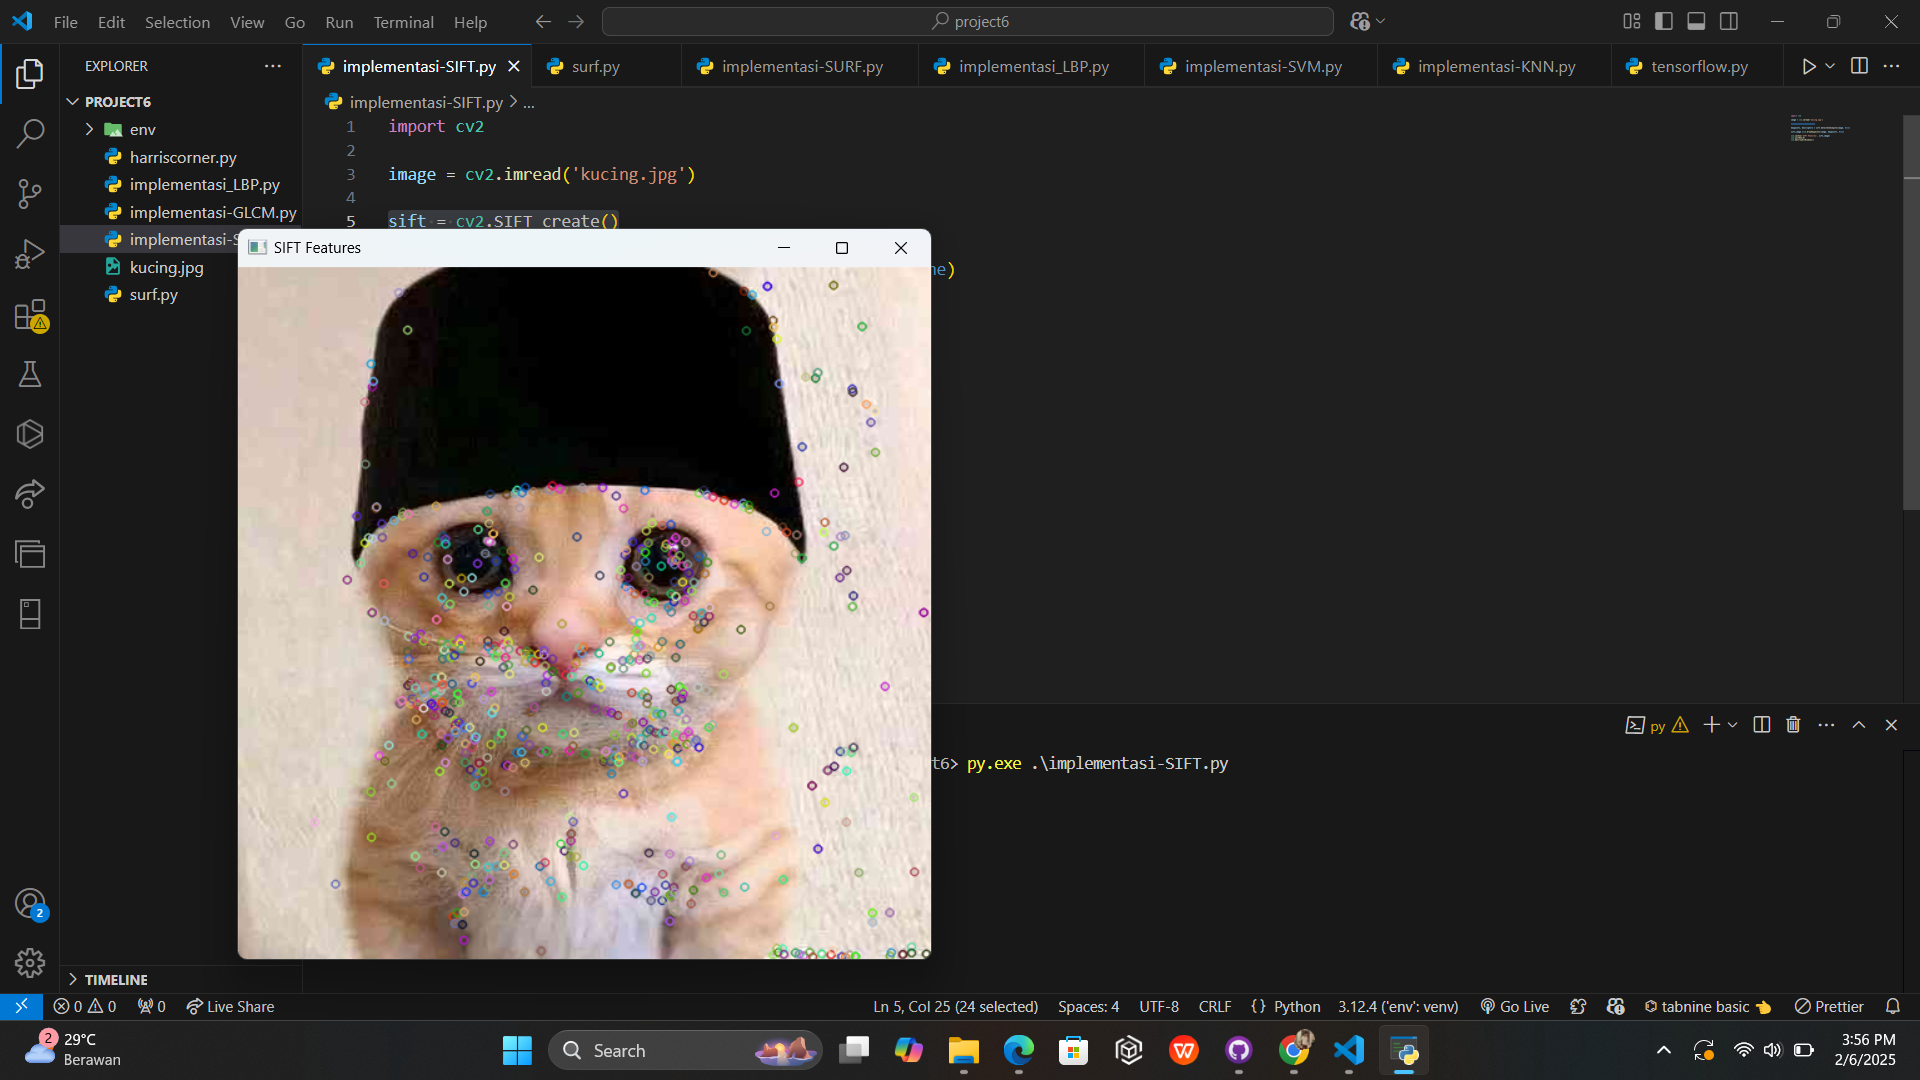 File Edit Selection View Go Run Terminal Help
project6
EXPLORER
implementasi-SIFT.py
surf.py
implementasi-SURF.py
implementasi_LBP.py
implementasi-SVM.py
implementasi-KNN.py
tensorflow.py
PROJECT6
implementasi-SIFT.py > ...
env
harriscorner.py
implementasi_LBP.py
implementasi-GLCM.py
implementasi-S
kucing.jpg
surf.py
1 import cv2
2
3 image = cv2.imread('kucing.jpg')
4
5 sift = cv2.SIFT_create()
SIFT Features
ne)
py
t6> py.exe .\implementasi-SIFT.py
2
TIMELINE
0 0 0 Live Share
Ln 5, Col 25 (24 selected) Spaces: 4 UTF-8 CRLF {} Python 3.12.4 ('env': venv) Go Live tabnine basic Prettier
2
29°C
Berawan
Search
3:56 PM
2/6/2025